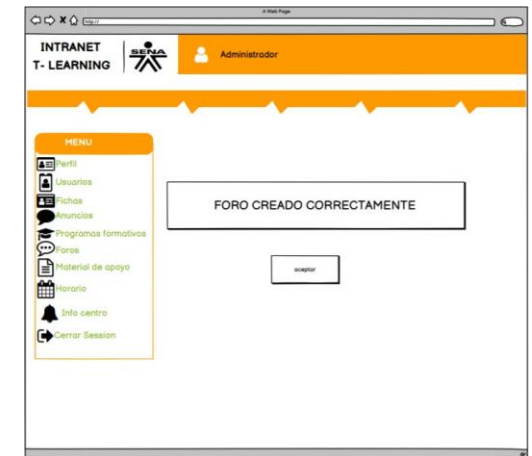 A Web Page
http://
INTRANET
T- LEARNING
SENA
Administrador
MENU
Perfil
Usuarios
Fichas
Anuncios
Programas formativos
Foros
Material de apoyo
Horario
Info centro
Cerrar Session
FORO CREADO CORRECTAMENTE
aceptar